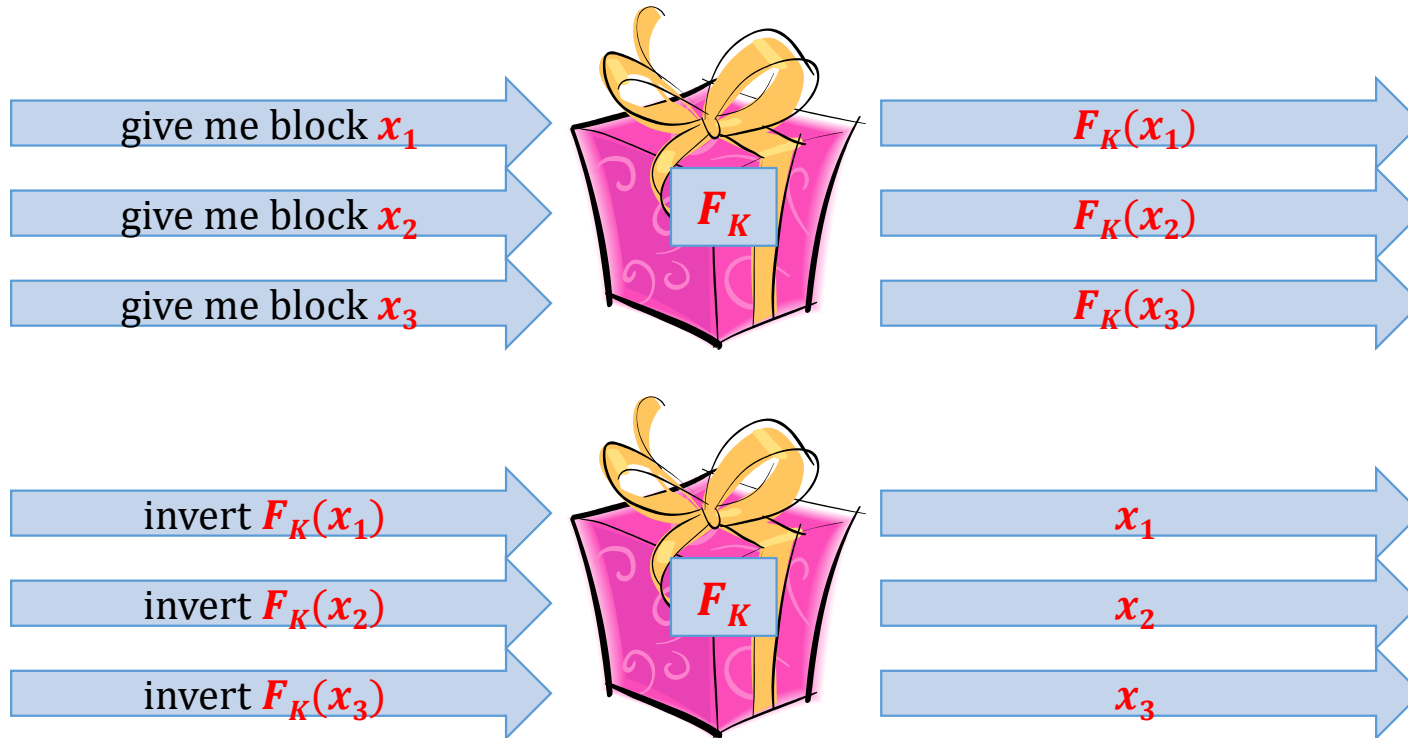 give me block x₁
F_K(x₁)
give me block x₂
F_K
F_K(x₂)
give me block x₃
F_K(x₃)
invert F_K(x₁)
x₁
invert F_K(x₂)
F_K
x₂
invert F_K(x₃)
x₃